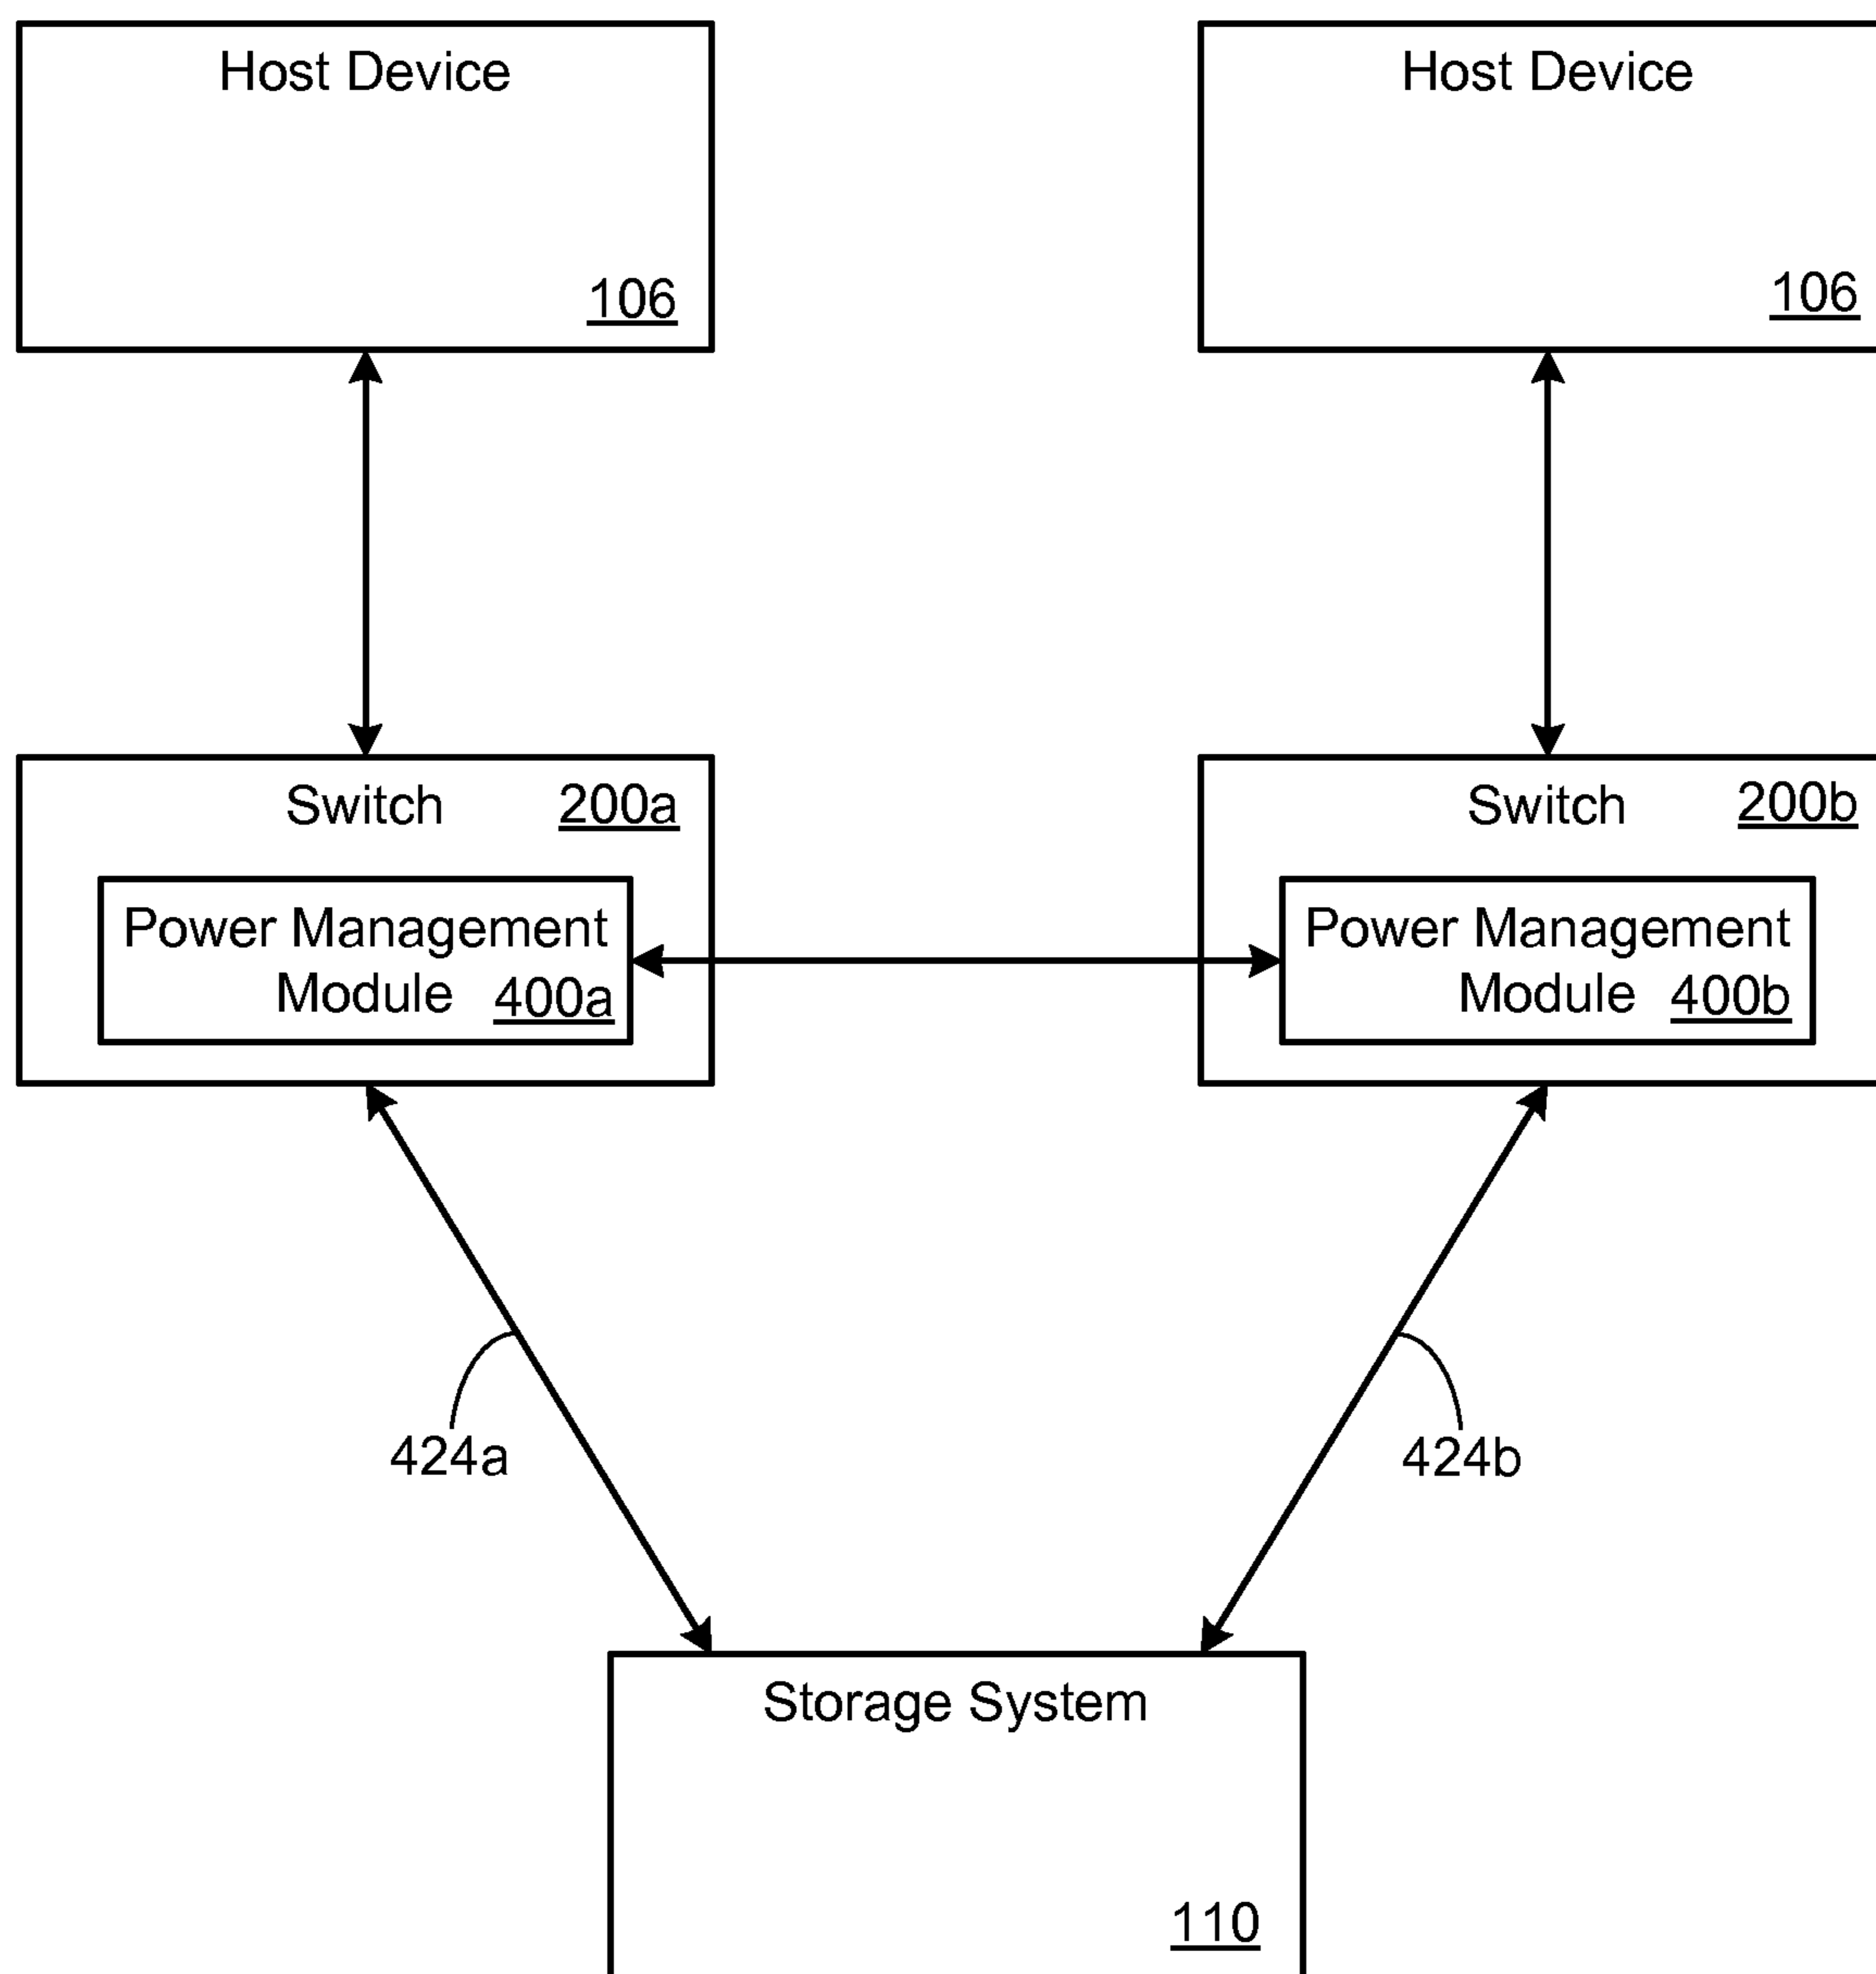 Host Device
106
Host Device
106
Switch 200a
Power Management
Module 400a
Switch 200b
Power Management
Module 400b
424a
424b
Storage System
110